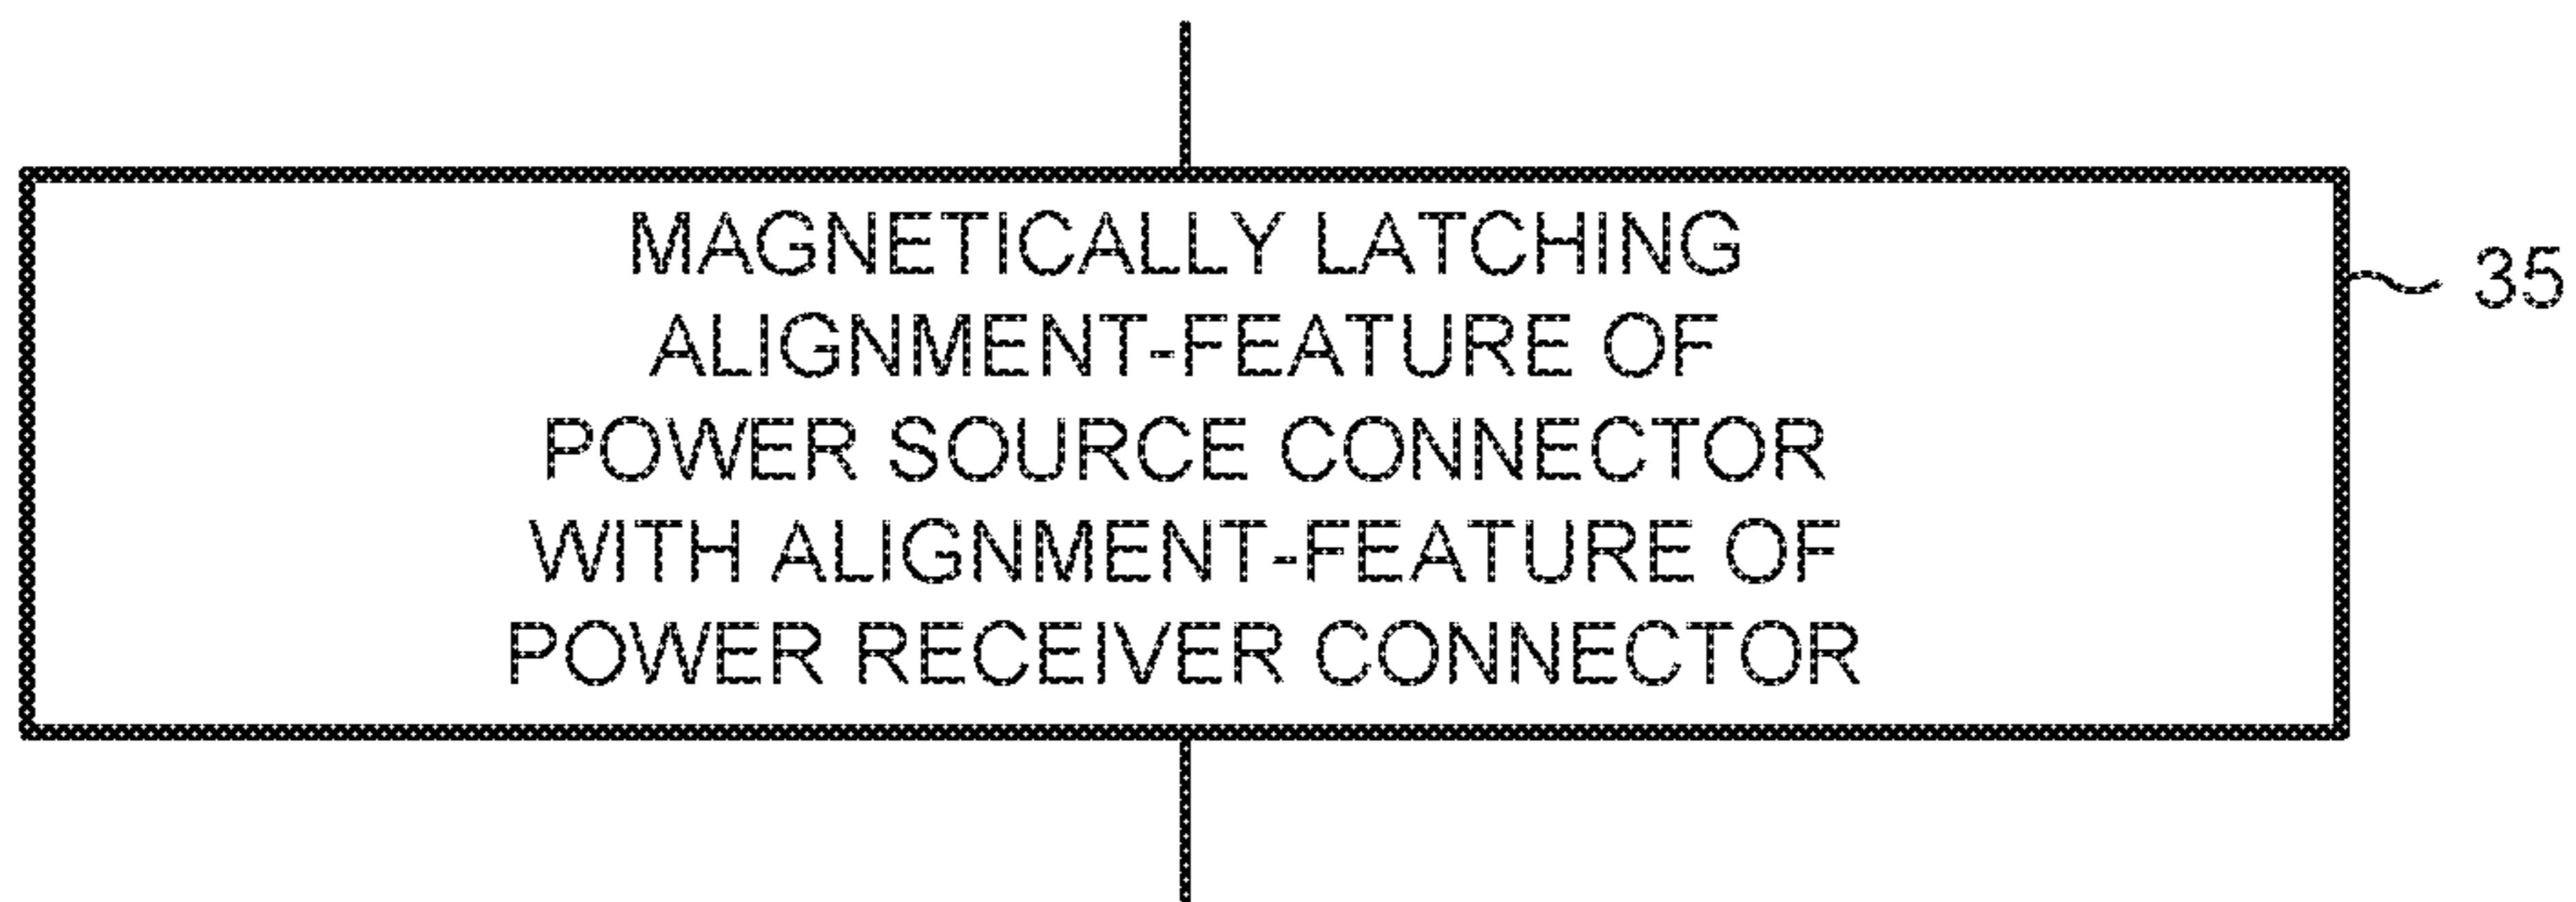 MAGNETICALLY LATCHING
ALIGNMENT-FEATURE OF
POWER SOURCE CONNECTOR
WITH ALIGNMENT-FEATURE OF
POWER RECEIVER CONNECTOR
35